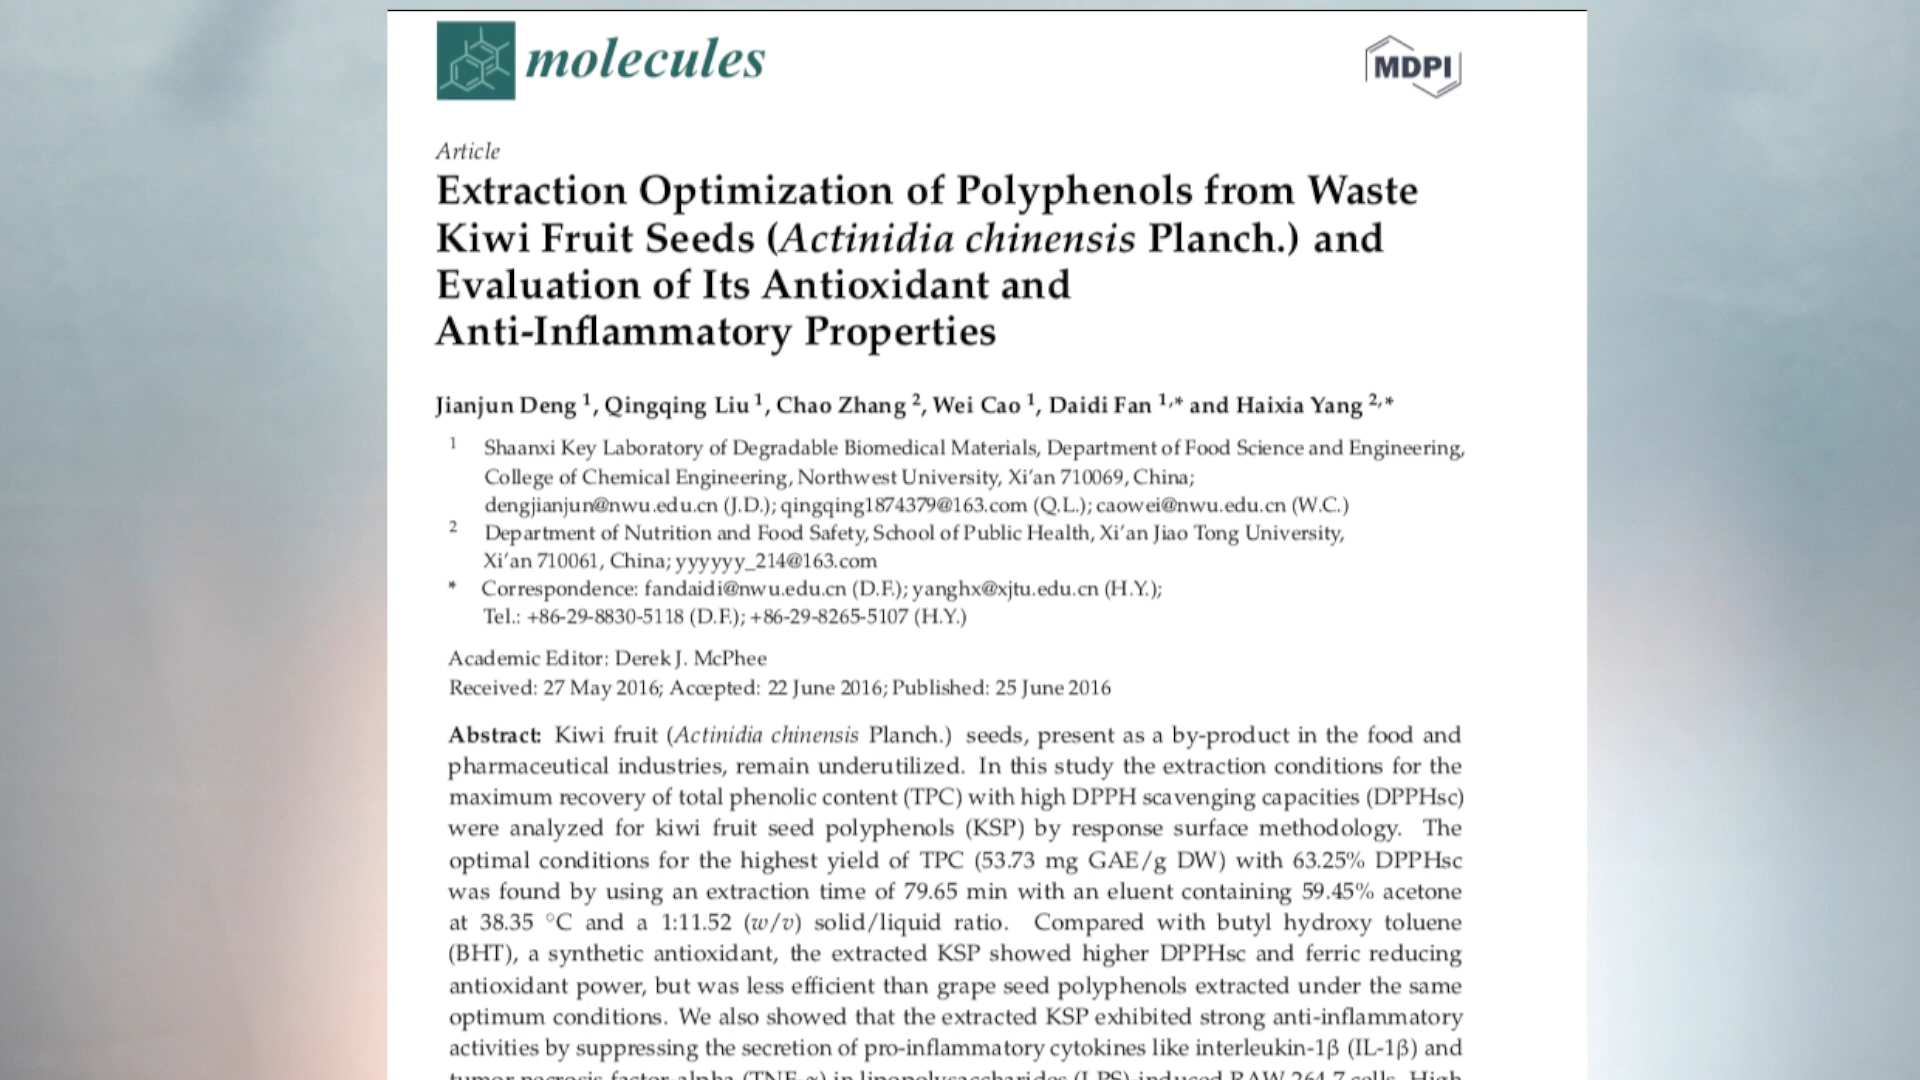 molecules
MDPI
Article
Extraction Optimization of Polyphenols from Waste
Kiwi Fruit Seeds (Actinidia chinensis Planch.) and
Evaluation of Its Antioxidant and
Anti-Inflammatory Properties
Jianjun Deng 1, Qingqing Liu 1, Chao Zhang 2, Wei Cao 1, Daidi Fan 1,* and Haixia Yang 2,*
1 Shaanxi Key Laboratory of Degradable Biomedical Materials, Department of Food Science and Engineering,
College of Chemical Engineering, Northwest University, Xi'an 710069, China;
dengjianjun@nwu.edu.cn (J.D.); qingqing1874379@163.com (Q.L.); caowei@nwu.edu.cn (W.C.)
2 Department of Nutrition and Food Safety, School of Public Health, Xi'an Jiao Tong University,
Xi'an 710061, China; yyyyyy_214@163.com
* Correspondence: fandaidi@nwu.edu.cn (D.F.); yanghx@xjtu.edu.cn (H.Y.);
Tel.: +86-29-8830-5118 (D.F.); +86-29-8265-5107 (H.Y.)
Academic Editor: Derek J. McPhee
Received: 27 May 2016; Accepted: 22 June 2016; Published: 25 June 2016
Abstract: Kiwi fruit (Actinidia chinensis Planch.) seeds, present as a by-product in the food and
pharmaceutical industries, remain underutilized. In this study the extraction conditions for the
maximum recovery of total phenolic content (TPC) with high DPPH scavenging capacities (DPPHsc)
were analyzed for kiwi fruit seed polyphenols (KSP) by response surface methodology. The
optimal conditions for the highest yield of TPC (53.73 mg GAE/g DW) with 63.25% DPPHsc
was found by using an extraction time of 79.65 min with an eluent containing 59.45% acetone
at 38.35 °C and a 1:11.52 (w/v) solid/liquid ratio. Compared with butyl hydroxy toluene
(BHT), a synthetic antioxidant, the extracted KSP showed higher DPPHsc and ferric reducing
antioxidant power, but was less efficient than grape seed polyphenols extracted under the same
optimum conditions. We also showed that the extracted KSP exhibited strong anti-inflammatory
activities by suppressing the secretion of pro-inflammatory cytokines like interleukin-1β (IL-1β) and
tumor necrosis factor-alpha (TNF-α) in lipopolysaccharides (LPS)-induced RAW 264.7 cells. High